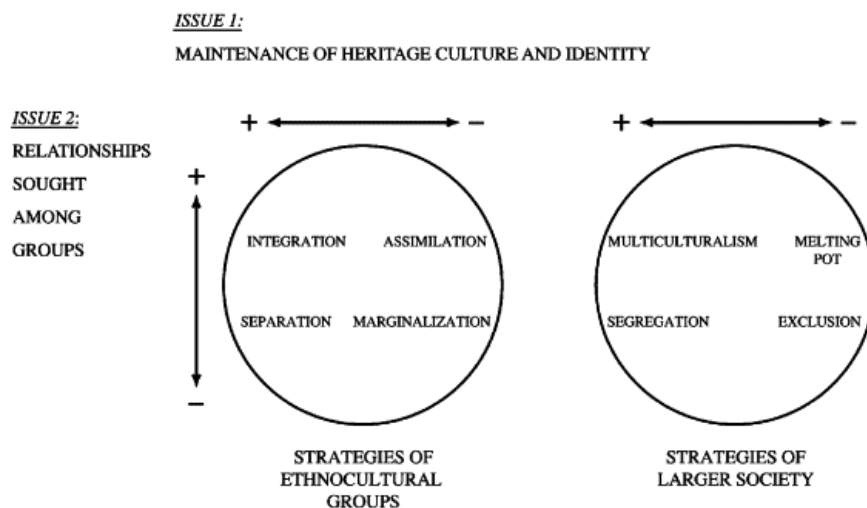 ISSUE 1:
MAINTENANCE OF HERITAGE CULTURE AND IDENTITY
ISSUE 2:
RELATIONSHIPS
SOUGHT
AMONG
GROUPS
+ −
+ −
+
−
INTEGRATION ASSIMILATION
SEPARATION MARGINALIZATION
MULTICULTURALISM MELTING
POT
SEGREGATION EXCLUSION
STRATEGIES OF
ETHNOCULTURAL
GROUPS
STRATEGIES OF
LARGER SOCIETY